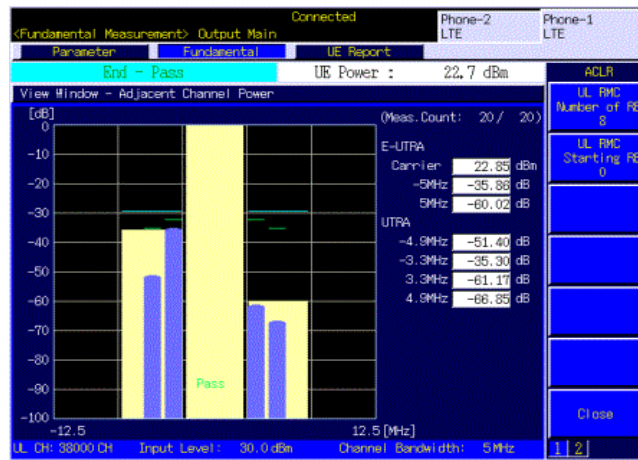 Connected
<Fundamental Measurement> Output Main
Phone-2
LTE
Phone-1
LTE
Parameter Fundamental UE Report
End - Pass UE Power : 22.7 dBm
ACLR
View Window - Adjacent Channel Power
UL RMC
Number of RB
8
UL RMC
Starting RB
0
[dB]
(Meas.Count: 20/ 20)
0
-10
-20
-30
-40
-50
-60
-70
-80
-90
-100
E-UTRA
Carrier 22.85 dBm
-5MHz -35.86 dB
5MHz -60.02 dB
UTRA
-4.9MHz -51.40 dB
-3.3MHz -35.30 dB
3.3MHz -61.17 dB
4.9MHz -66.85 dB
Pass
-12.5 12.5[MHz]
Close
UL CH: 38000CH Input Level: 30.0dBm Channel Bandwidth: 5MHz
1 2